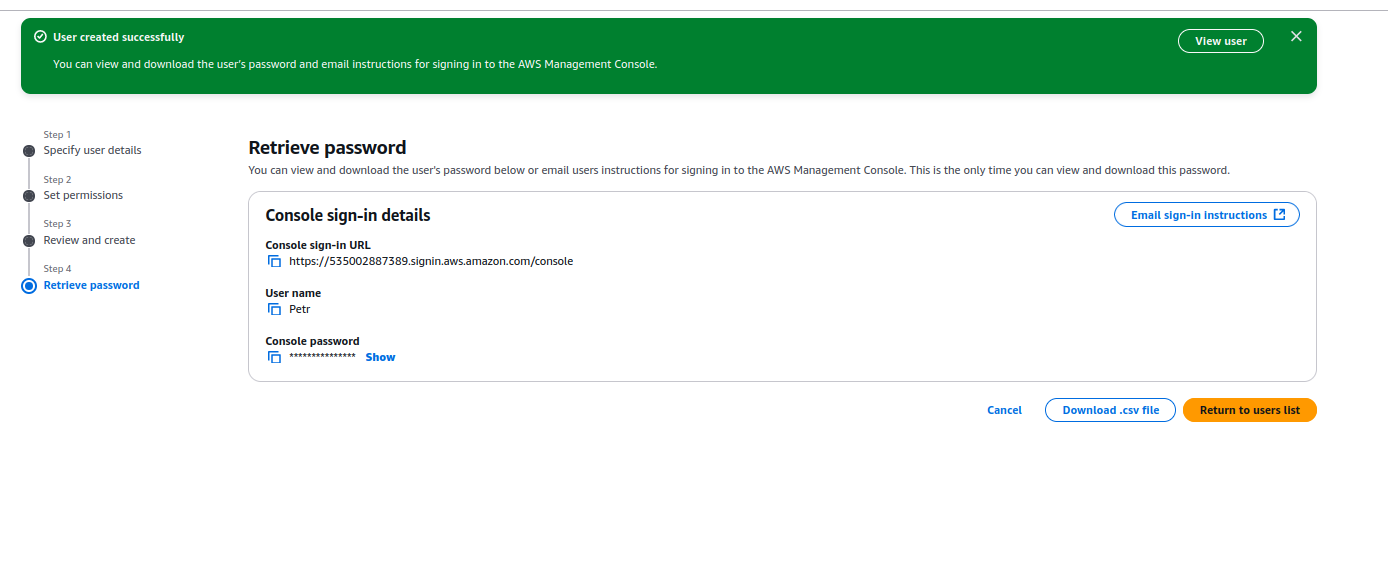 User created successfully
View user
You can view and download the user's password and email instructions for signing in to the AWS Management Console.
Step 1
Specify user details
Step 2
Set permissions
Step 3
Review and create
Step 4
Retrieve password
Retrieve password
You can view and download the user's password below or email users instructions for signing in to the AWS Management Console. This is the only time you can view and download this password.
Console sign-in details
Email sign-in instructions
Console sign-in URL
https://535002887389.signin.aws.amazon.com/console
User name
Petr
Console password
*************** Show
Cancel
Download .csv file
Return to users list